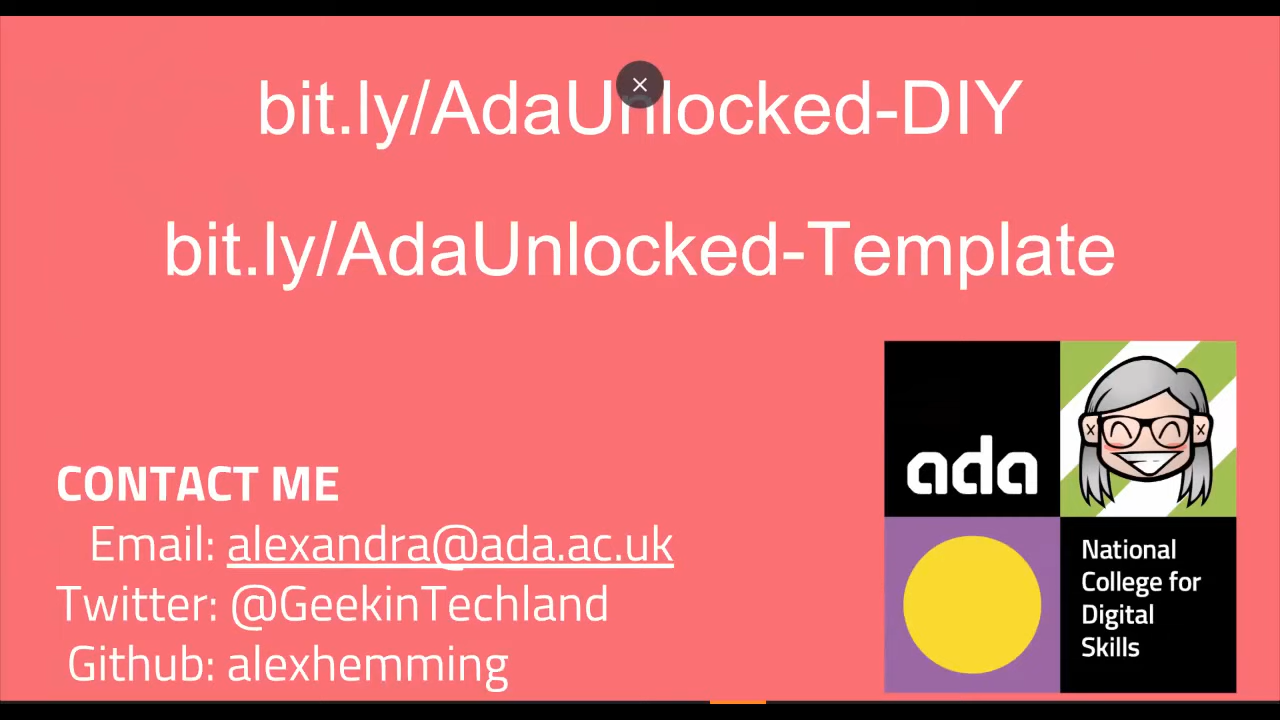 bit.ly/AdaUnlocked-DIY
bit.ly/AdaUnlocked-Template
CONTACT ME
Email: alexandra@ada.ac.uk
Twitter: @GeekinTechland
Github: alexhemming
ada
National
College for
Digital
Skills